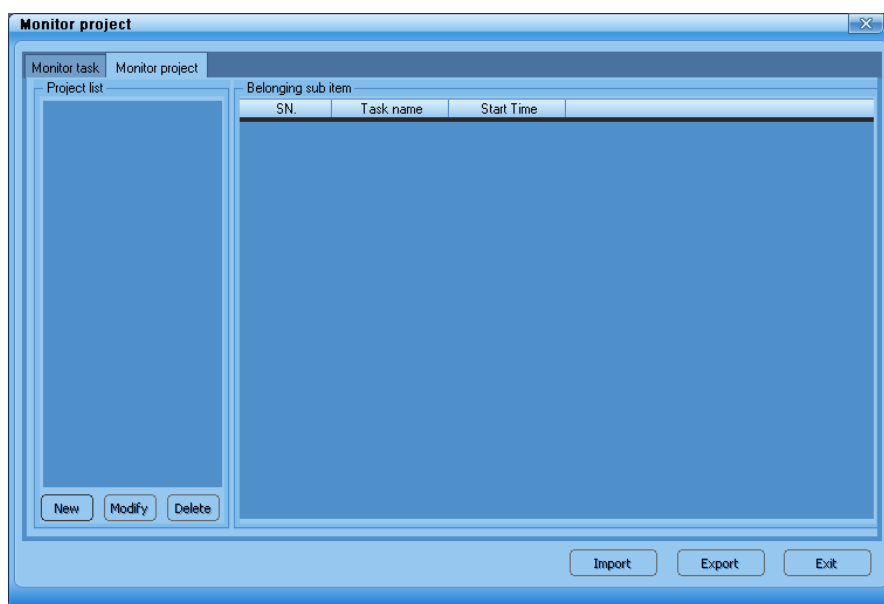 Monitor project
Monitor task Monitor project
Project list
Belonging sub item
SN. Task name Start Time
New Modify Delete
Import Export Exit